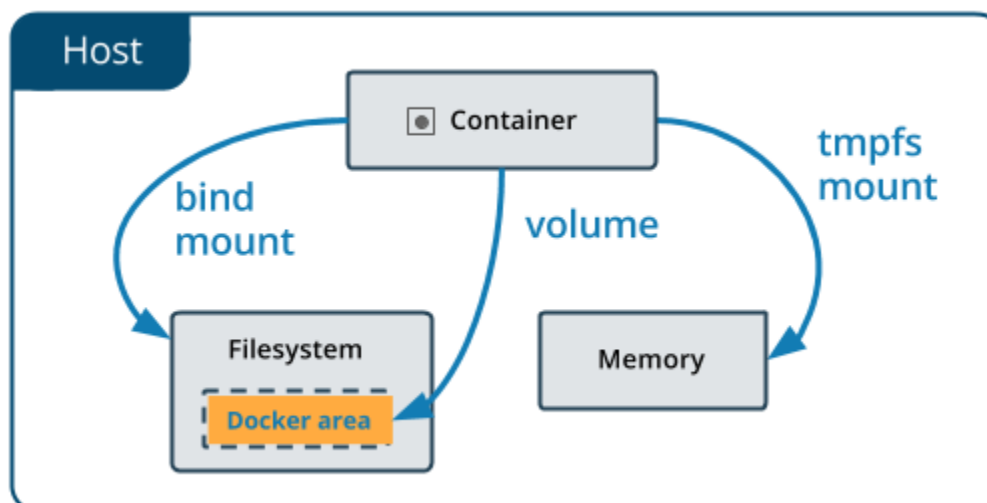 Host
Container
bind
mount
volume
tmpfs
mount
Filesystem
Docker area
Memory